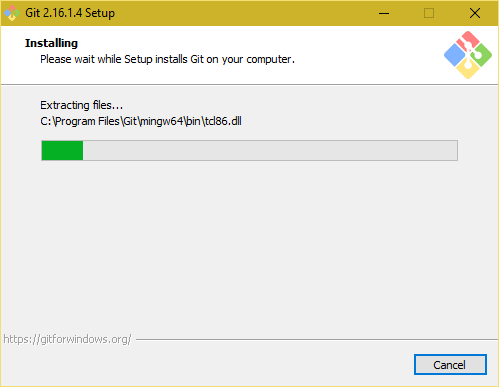 Git 2.16.1.4 Setup
Installing
Please wait while Setup installs Git on your computer.
Extracting files...
C:\Program Files\Git\mingw64\bin\tcl86.dll
https://gitforwindows.org/
Cancel